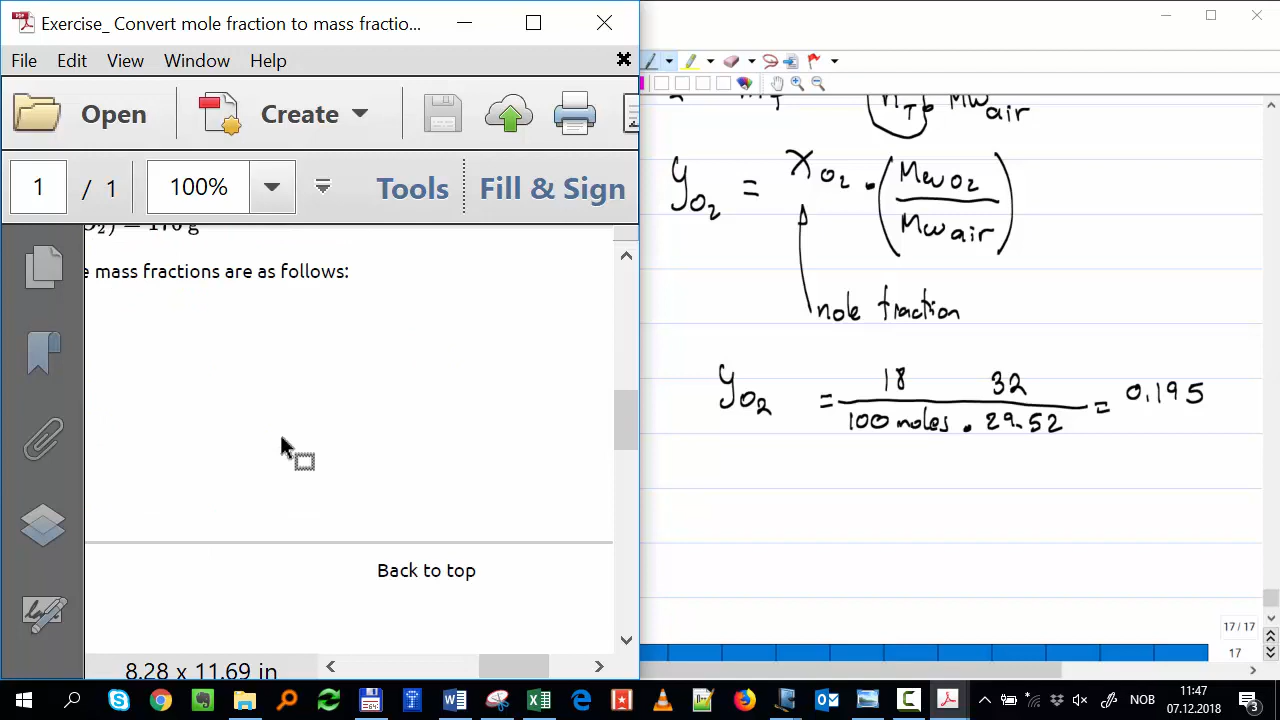 Exercise_ Convert mole fraction to mass fractio...
File Edit View Window Help
Open Create
1 / 1 100% Tools Fill & Sign
e mass fractions are as follows:
Back to top
8.28 x 11.69 in
MW air
y O2 = x O2 · (Mw O2 / Mw air)
mole fraction
y O2 = 18 32 / 100 moles . 29.52 = 0.195
17 / 17
17
NOB
11:47
07.12.2018
3